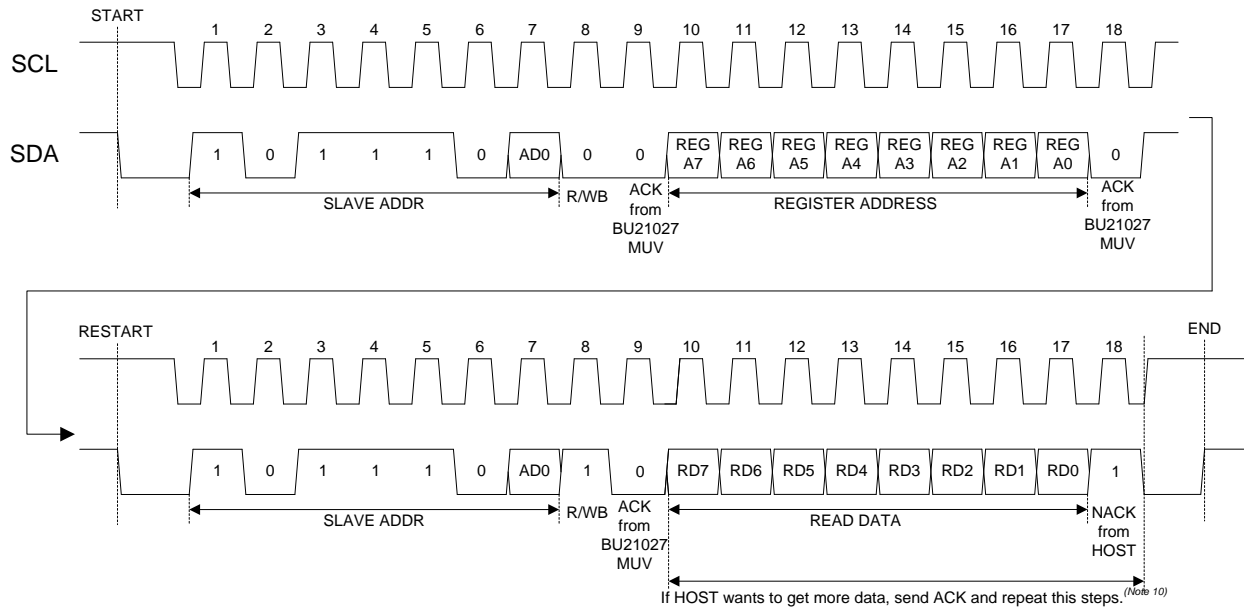 START
1 2 3 4 5 6 7 8 9 10 11 12 13 14 15 16 17 18
SCL
SDA
1 0 1 1 1 0 AD0 0 0 REG A7 REG A6 REG A5 REG A4 REG A3 REG A2 REG A1 REG A0 0
SLAVE ADDR
R/WB
ACK
from
BU21027
MUV
REGISTER ADDRESS
ACK
from
BU21027
MUV
RESTART
END
1 2 3 4 5 6 7 8 9 10 11 12 13 14 15 16 17 18
1 0 1 1 1 0 AD0 1 0 RD7 RD6 RD5 RD4 RD3 RD2 RD1 RD0 1
SLAVE ADDR
R/WB
ACK
from
BU21027
MUV
READ DATA
NACK
from
HOST
If HOST wants to get more data, send ACK and repeat this steps.(Note 10)